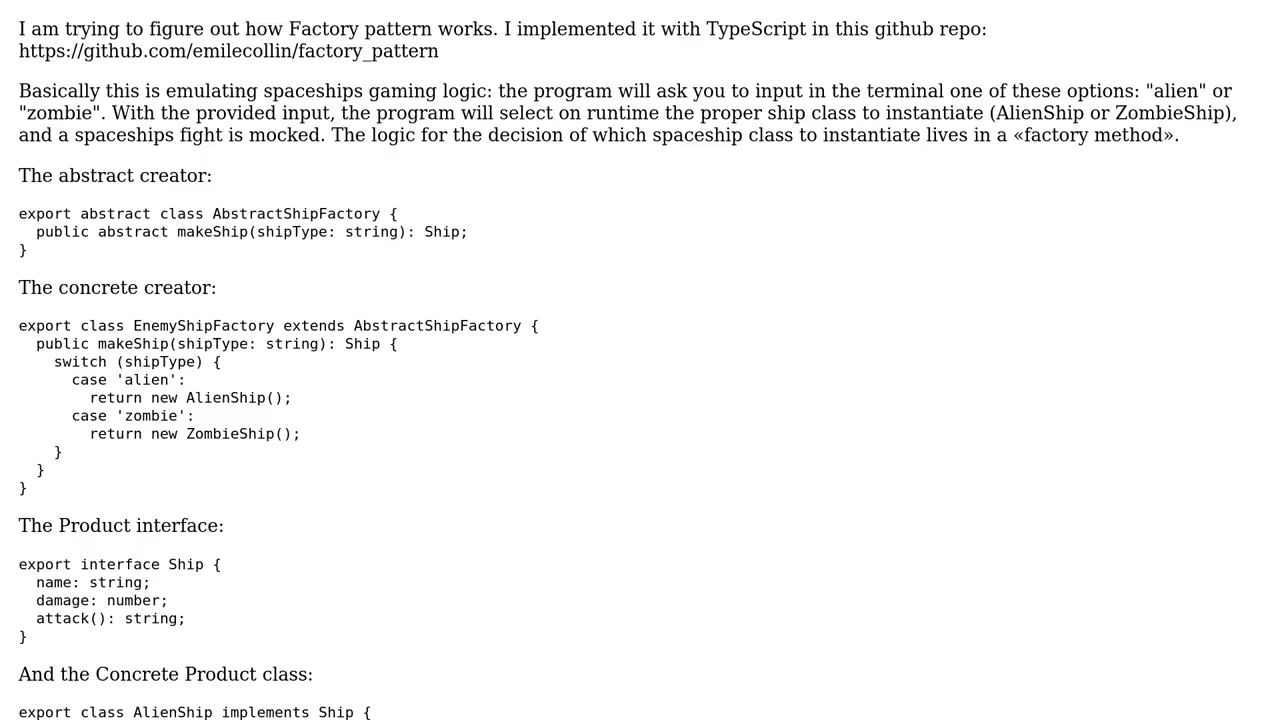 I am trying to figure out how Factory pattern works. I implemented it with TypeScript in this github repo:
https://github.com/emilecollin/factory_pattern
Basically this is emulating spaceships gaming logic: the program will ask you to input in the terminal one of these options: "alien" or
"zombie". With the provided input, the program will select on runtime the proper ship class to instantiate (AlienShip or ZombieShip),
and a spaceships fight is mocked. The logic for the decision of which spaceship class to instantiate lives in a «factory method».
The abstract creator:
export abstract class AbstractShipFactory {
  public abstract makeShip(shipType: string): Ship;
}
The concrete creator:
export class EnemyShipFactory extends AbstractShipFactory {
  public makeShip(shipType: string): Ship {
    switch (shipType) {
      case 'alien':
        return new AlienShip();
      case 'zombie':
        return new ZombieShip();
    }
  }
}
The Product interface:
export interface Ship {
  name: string;
  damage: number;
  attack(): string;
}
And the Concrete Product class:
export class AlienShip implements Ship {